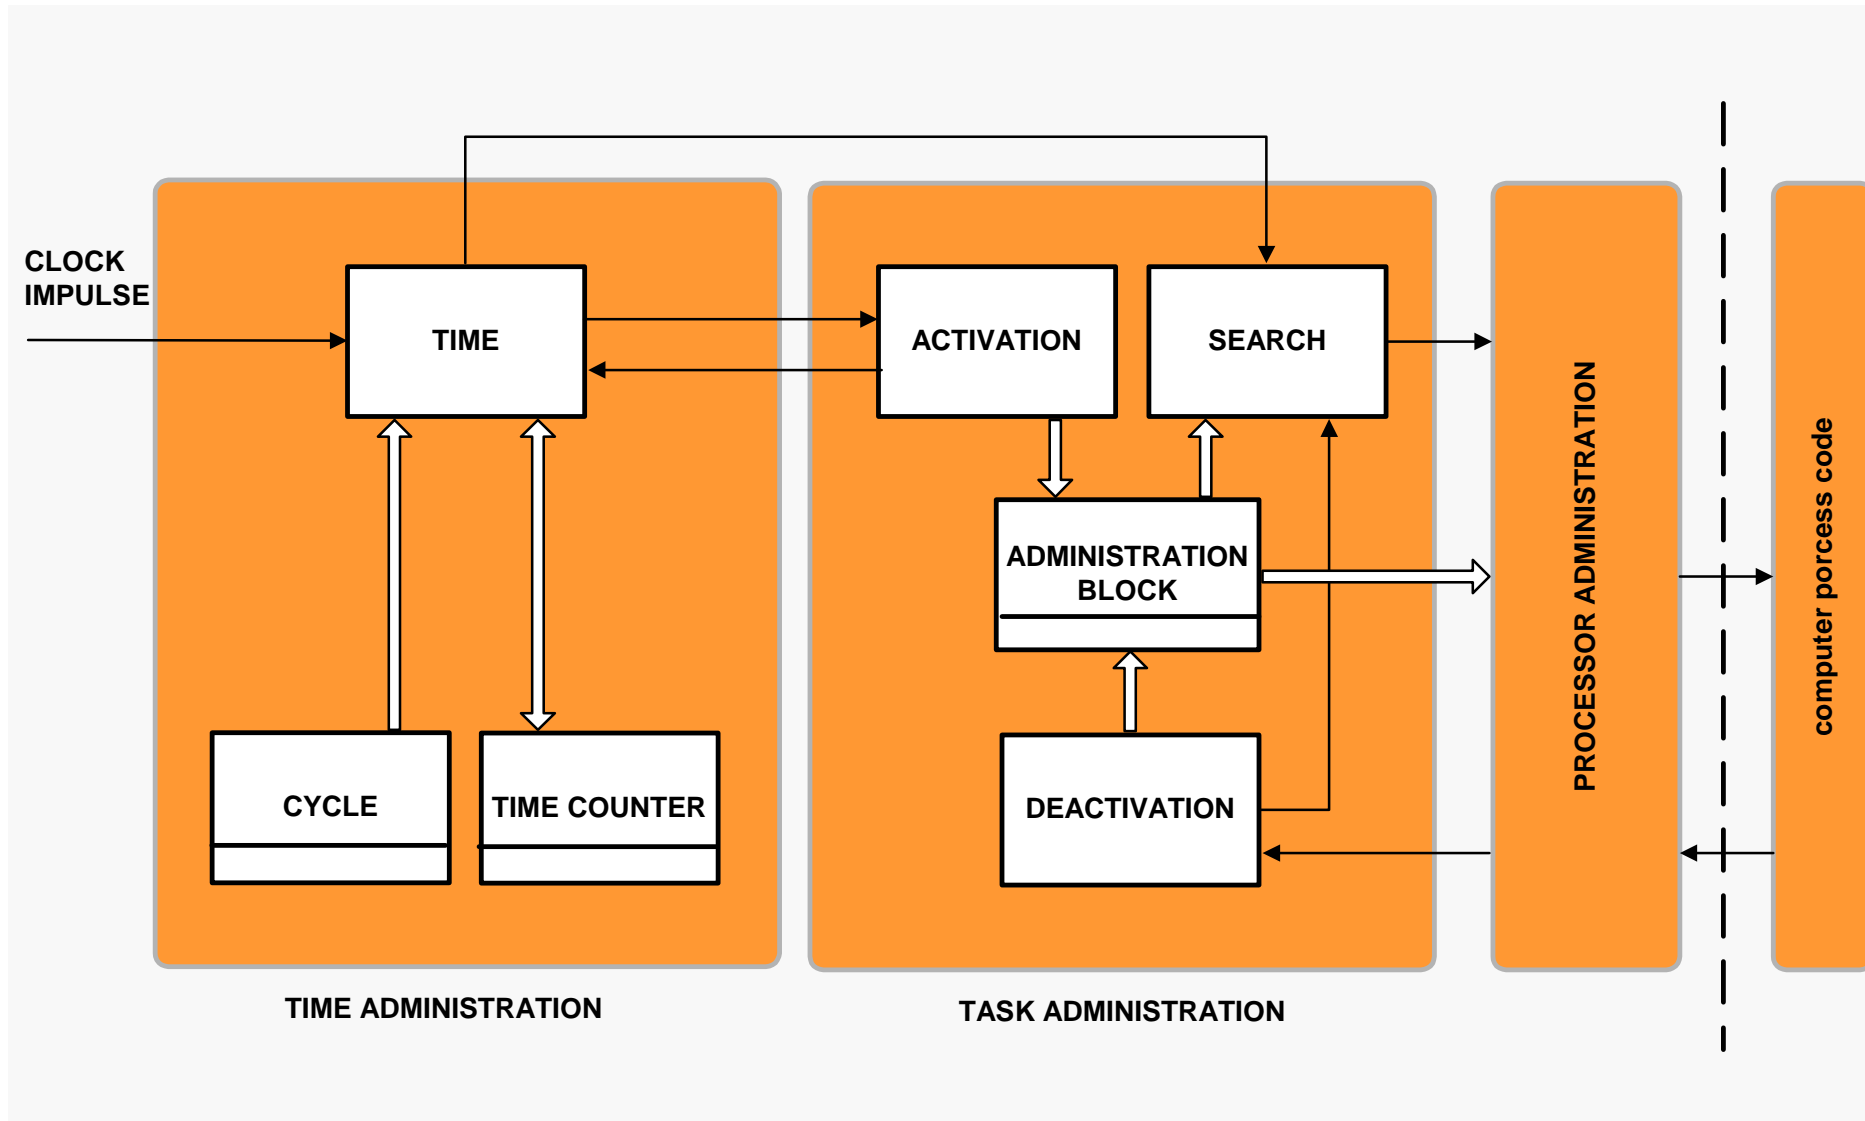 CLOCK
IMPULSE
TIME
ACTIVATION
SEARCH
ADMINISTRATION
BLOCK
CYCLE
TIME COUNTER
DEACTIVATION
PROCESSOR ADMINISTRATION
computer porcess code
TIME ADMINISTRATION
TASK ADMINISTRATION